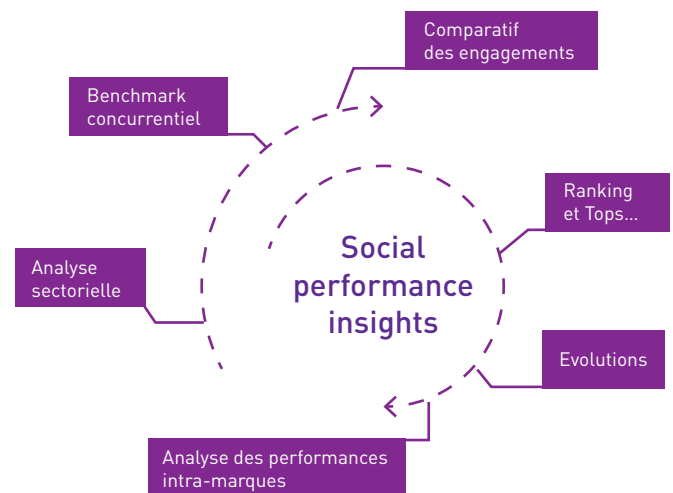 Comparatif
des engagements
Benchmark
concurrentiel
Ranking
et Tops...
Social
performance
insights
Analyse
sectorielle
Evolutions
Analyse des performances
intra-marques